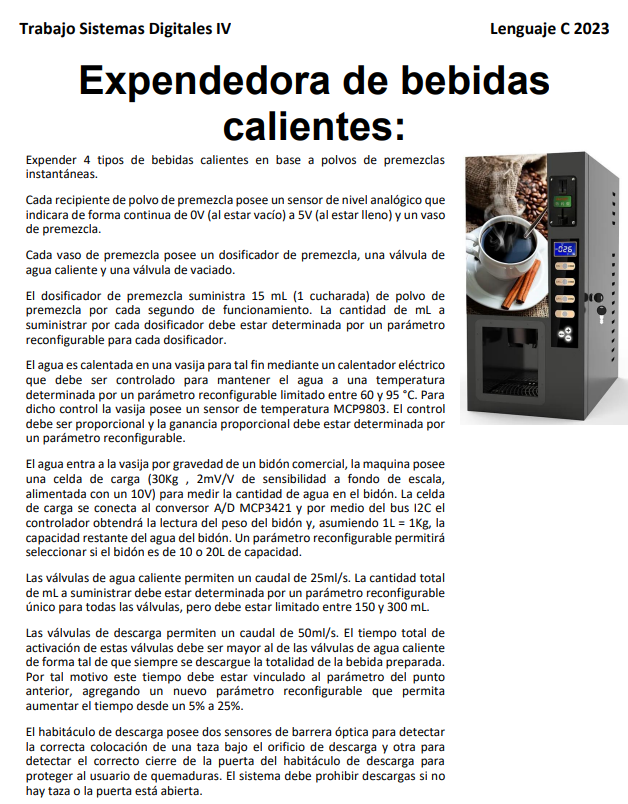 Trabajo Sistemas Digitales IV Lenguaje C 2023
Expendedora de bebidas
calientes:
Expender 4 tipos de bebidas calientes en base a polvos de premezclas
instantáneas.
Cada recipiente de polvo de premezcla posee un sensor de nivel analógico que
indicara de forma continua de 0V (al estar vacío) a 5V (al estar lleno) y un vaso
de premezcla.
Cada vaso de premezcla posee un dosificador de premezcla, una válvula de
agua caliente y una válvula de vaciado.
El dosificador de premezcla suministra 15 mL (1 cucharada) de polvo de
premezcla por cada segundo de funcionamiento. La cantidad de mL a
suministrar por cada dosificador debe estar determinada por un parámetro
reconfigurable para cada dosificador.
El agua es calentada en una vasija para tal fin mediante un calentador eléctrico
que debe ser controlado para mantener el agua a una temperatura
determinada por un parámetro reconfigurable limitado entre 60 y 95 °C. Para
dicho control la vasija posee un sensor de temperatura MCP9803. El control
debe ser proporcional y la ganancia proporcional debe estar determinada por
un parámetro reconfigurable.
El agua entra a la vasija por gravedad de un bidón comercial, la maquina posee
una celda de carga (30Kg , 2mV/V de sensibilidad a fondo de escala,
alimentada con un 10V) para medir la cantidad de agua en el bidón. La celda
de carga se conecta al conversor A/D MCP3421 y por medio del bus I2C el
controlador obtendrá la lectura del peso del bidón y, asumiendo 1L = 1Kg, la
capacidad restante del agua del bidón. Un parámetro reconfigurable permitirá
seleccionar si el bidón es de 10 o 20L de capacidad.
Las válvulas de agua caliente permiten un caudal de 25ml/s. La cantidad total
de mL a suministrar debe estar determinada por un parámetro reconfigurable
único para todas las válvulas, pero debe estar limitado entre 150 y 300 mL.
Las válvulas de descarga permiten un caudal de 50ml/s. El tiempo total de
activación de estas válvulas debe ser mayor al de las válvulas de agua caliente
de forma tal de que siempre se descargue la totalidad de la bebida preparada.
Por tal motivo este tiempo debe estar vinculado al parámetro del punto
anterior, agregando un nuevo parámetro reconfigurable que permita
aumentar el tiempo desde un 5% a 25%.
El habitáculo de descarga posee dos sensores de barrera óptica para detectar
la correcta colocación de una taza bajo el orificio de descarga y otra para
detectar el correcto cierre de la puerta del habitáculo de descarga para
proteger al usuario de quemaduras. El sistema debe prohibir descargas si no
hay taza o la puerta está abierta.